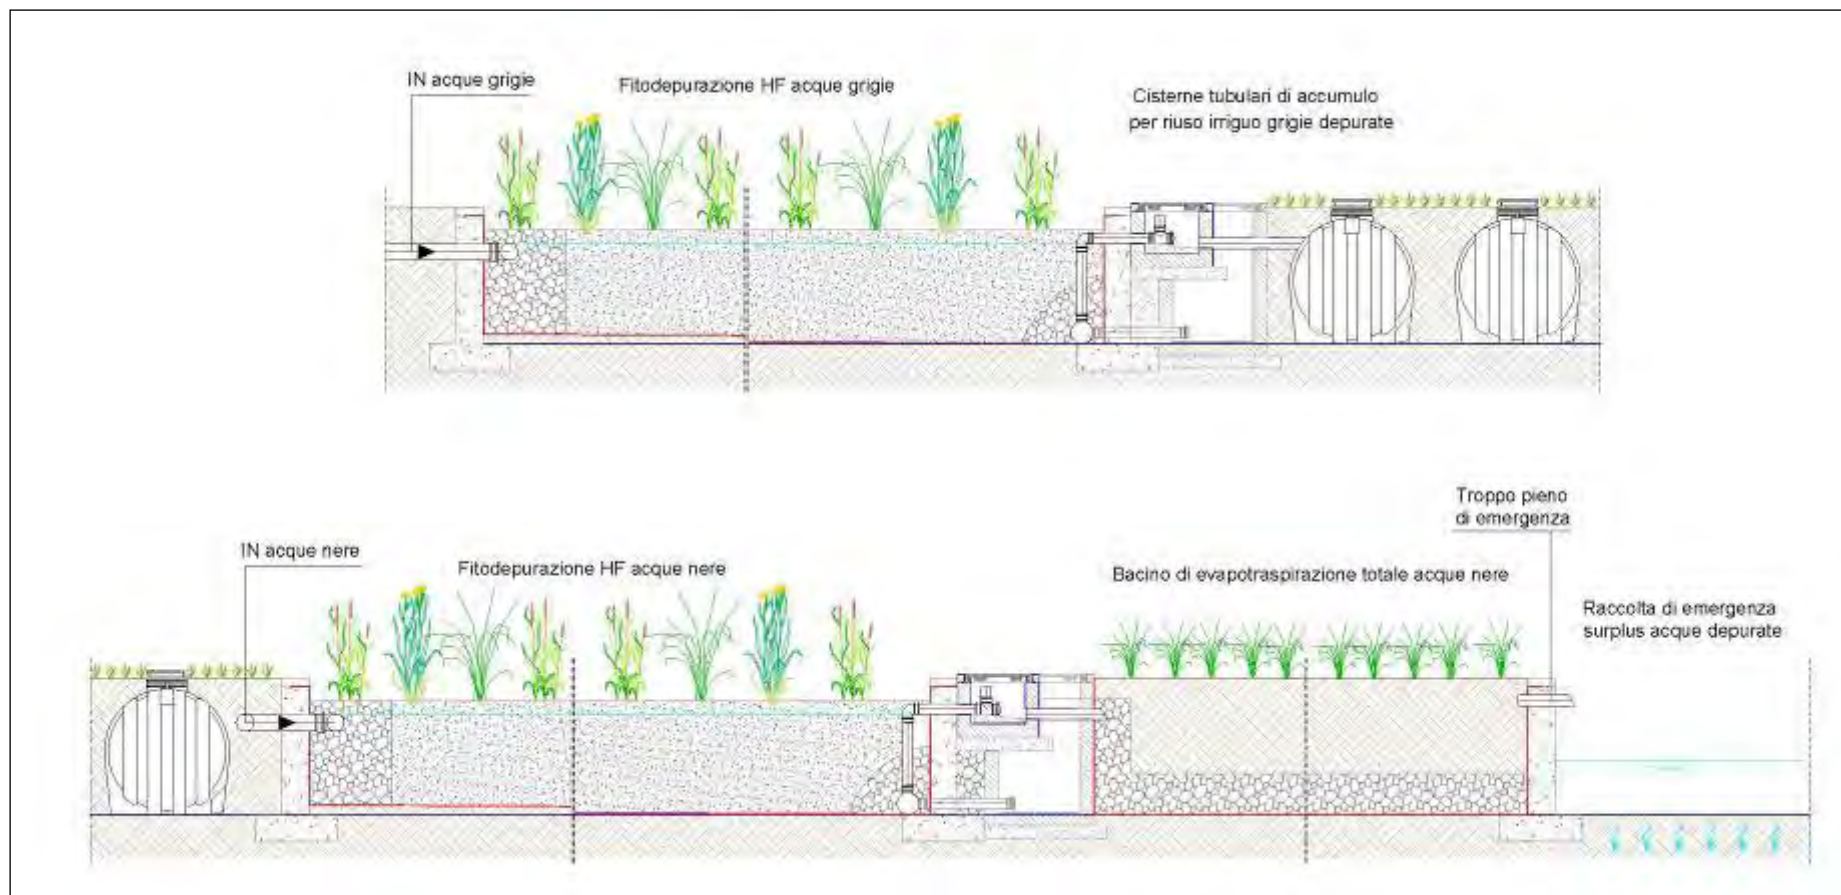 IN acque grigie
Fitodepurazione HF acque grigie
Cisterne tubulari di accumulo
per riuso irriguo grigie depurate
Troppo pieno
di emergenza
IN acque nere
Fitodepurazione HF acque nere
Bacino di evapotraspirazione totale acque nere
Raccolta di emergenza
surplus acque depurate